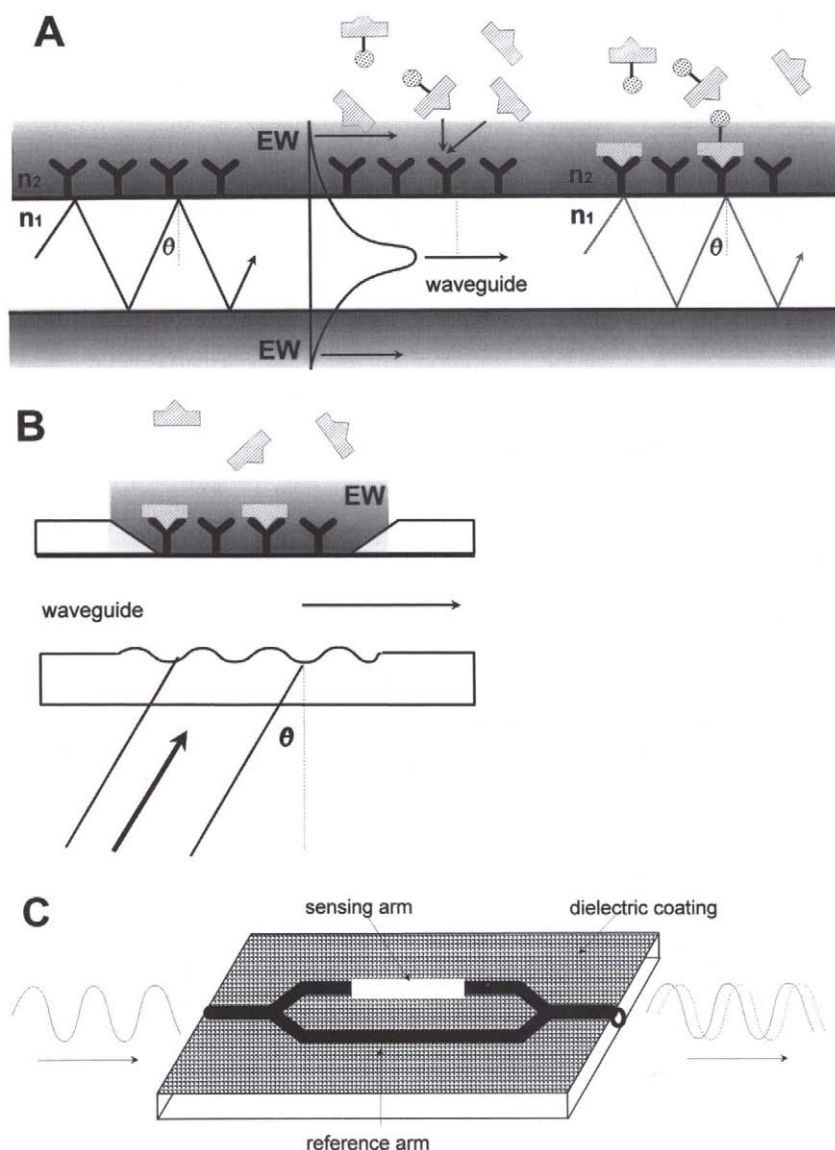 A
EW
n2
n1
θ
waveguide
EW
n2
n1
θ
B
EW
waveguide
θ
C
sensing arm
dielectric coating
reference arm